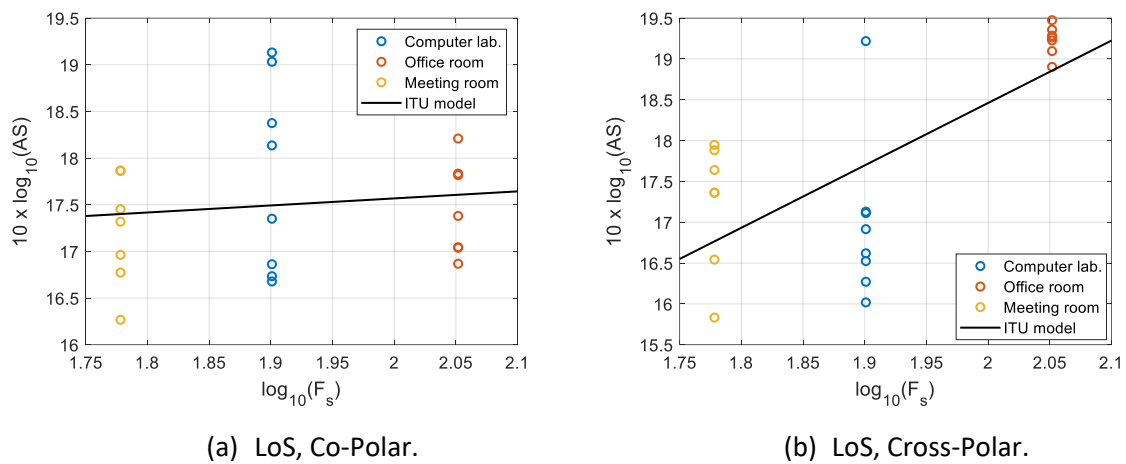 19.5
19
18.5
18
17.5
17
16.5
16
10 x log10(AS)
1.75 1.8 1.85 1.9 1.95 2 2.05 2.1
log10(Fs)
Computer lab.
Office room
Meeting room
ITU model
(a) LoS, Co-Polar.
19.5
19
18.5
18
17.5
17
16.5
16
15.5
10 x log10(AS)
1.75 1.8 1.85 1.9 1.95 2 2.05 2.1
log10(Fs)
Computer lab.
Office room
Meeting room
ITU model
(b) LoS, Cross-Polar.